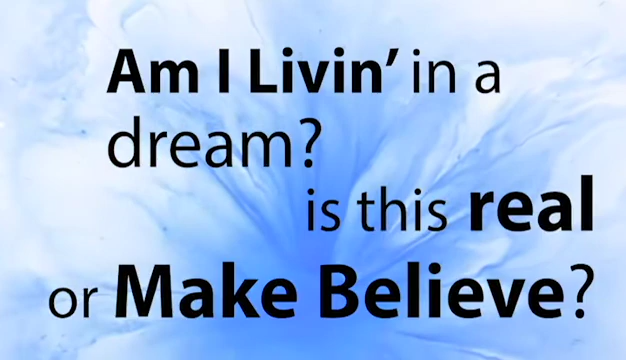 Am I Livin’ in a
dream?
is this real
or Make Believe?